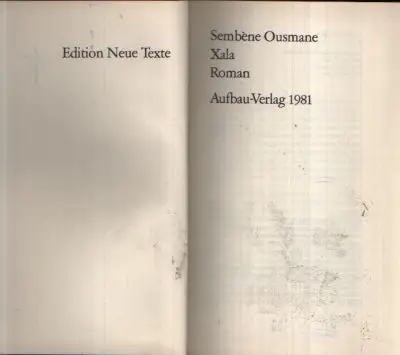 Edition Neue Texte
Sembène Ousmane
Xala
Roman
Aufbau-Verlag 1981